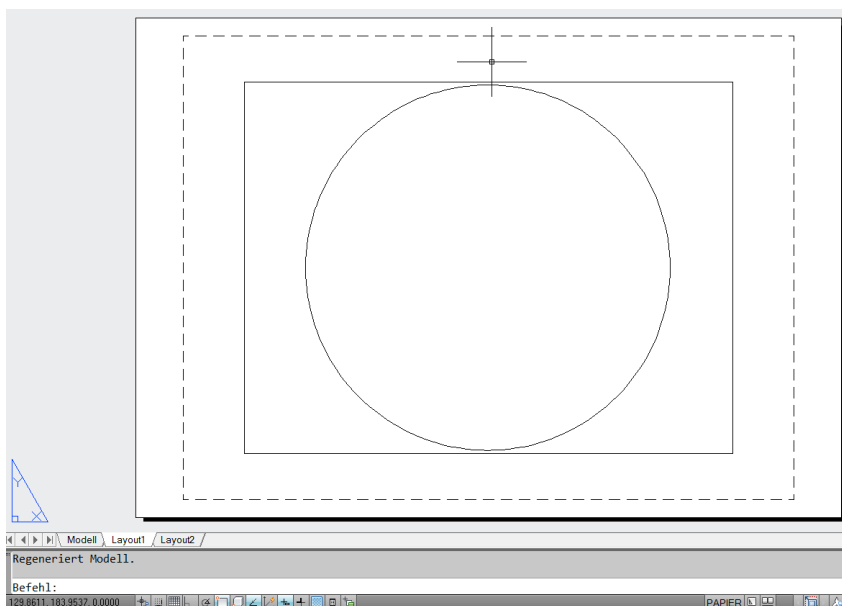 Y
X
Modell Layout1 Layout2
Regeneriert Modell.
Befehl:
129.8611, 183.9537, 0.0000 PAPIER